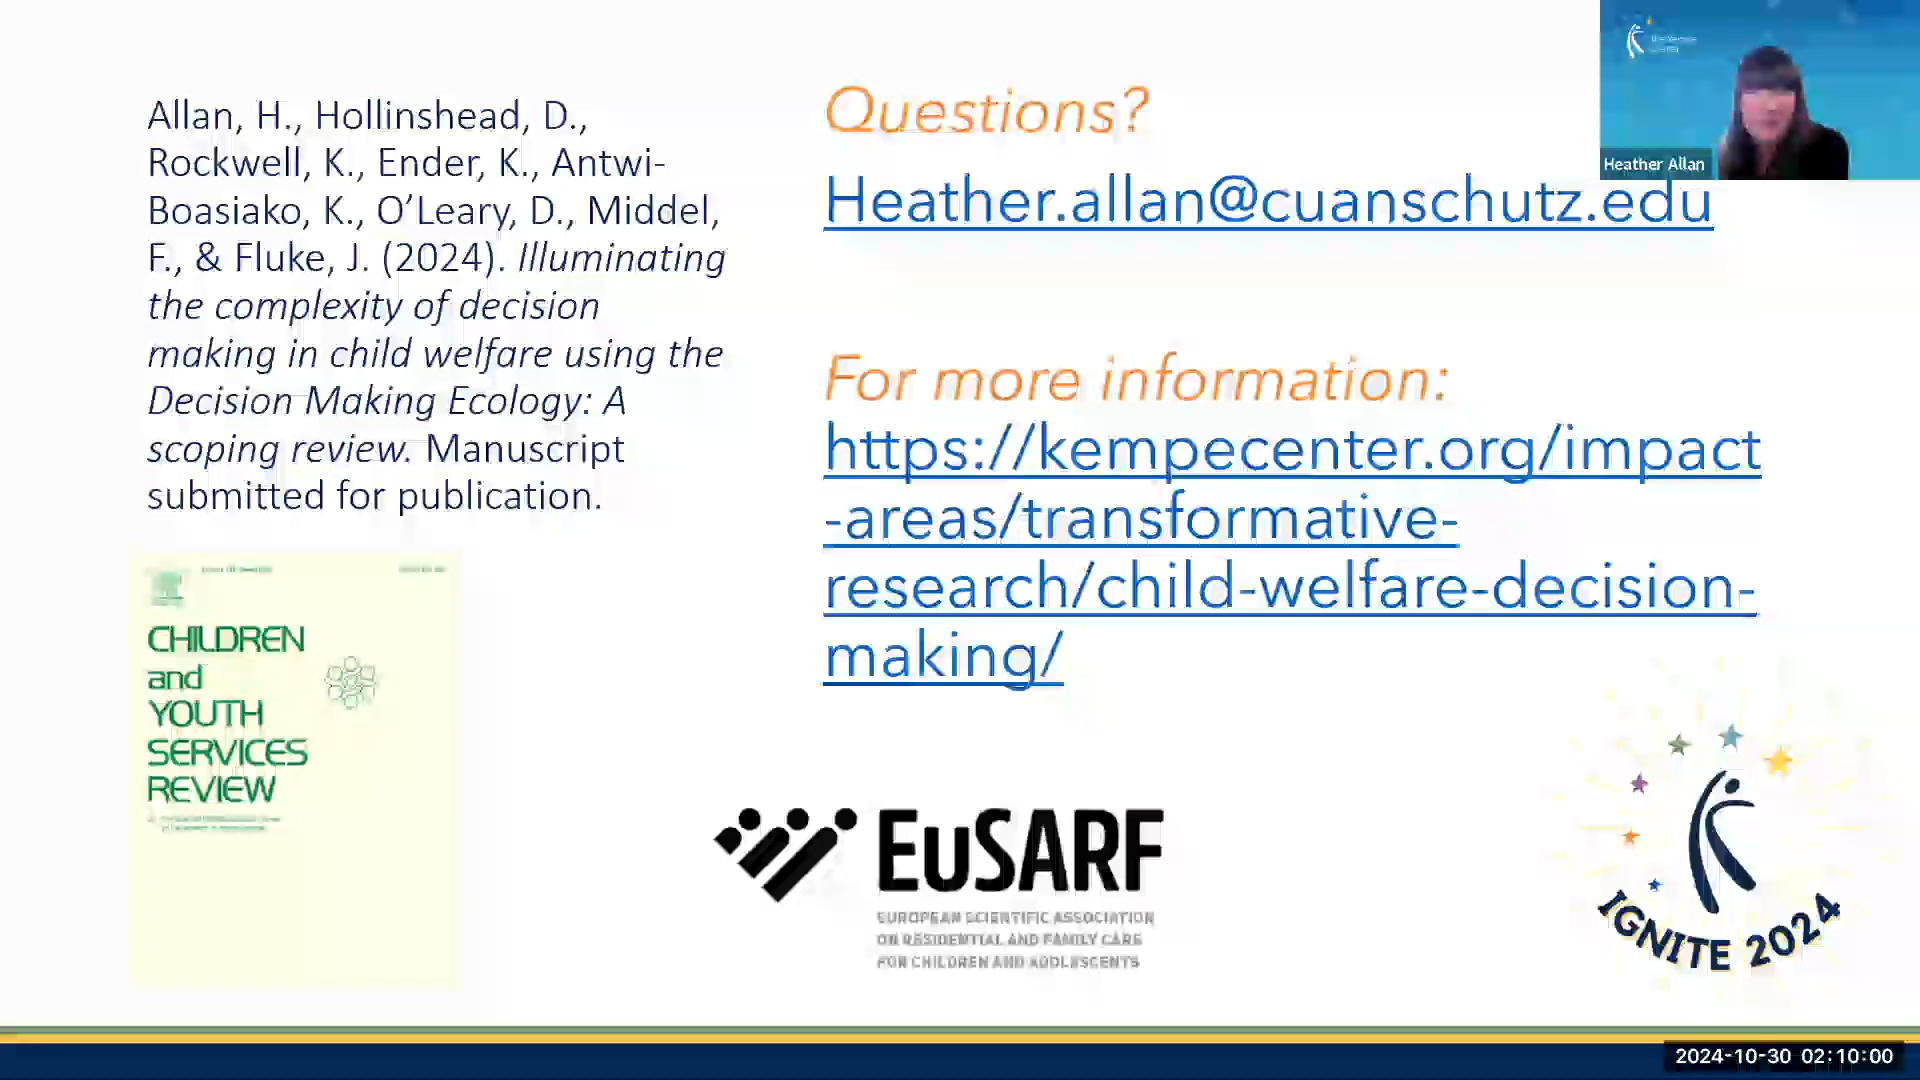 Allan, H., Hollinshead, D.,
Rockwell, K., Ender, K., Antwi-
Boasiako, K., O’Leary, D., Middel,
F., & Fluke, J. (2024). Illuminating
the complexity of decision
making in child welfare using the
Decision Making Ecology: A
scoping review. Manuscript
submitted for publication.
CHILDREN
and
YOUTH
SERVICES
REVIEW
Questions?
Heather.allan@cuanschutz.edu
For more information:
https://kempecenter.org/impact
-areas/transformative-
research/child-welfare-decision-
making/
EuSARF
EUROPEAN SCIENTIFIC ASSOCIATION
ON RESIDENTIAL AND FAMILY CARE
FOR CHILDREN AND ADOLESCENTS
Heather Allan
IGNITE 2024
2024-10-30 02:10:00